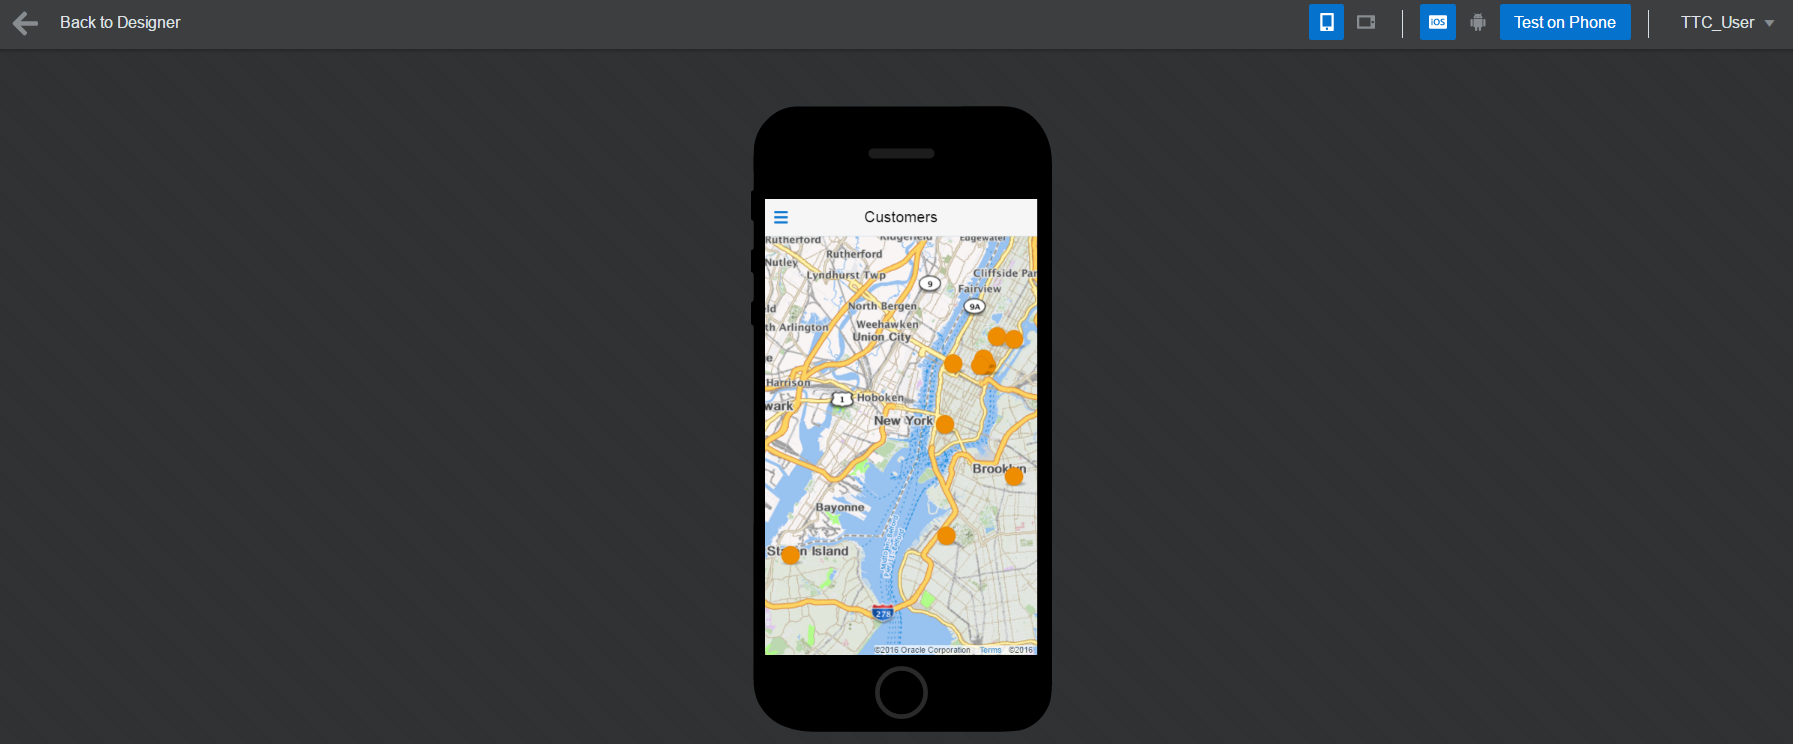 Back to Designer
iOS
Test on Phone
TTC_User
Customers
Rutherford
Ridgefield
Edgewater
Rutherford
Nutley
Lyndhurst Twp
Cliffside Par
9
Fairview
North Bergen
9A
th Arlington
Weehawken
Union City
Harrison
wark
1
Hoboken
New York
Brooklyn
Bayonne
Staten Island
278
©2016 Oracle Corporation Terms ©2016